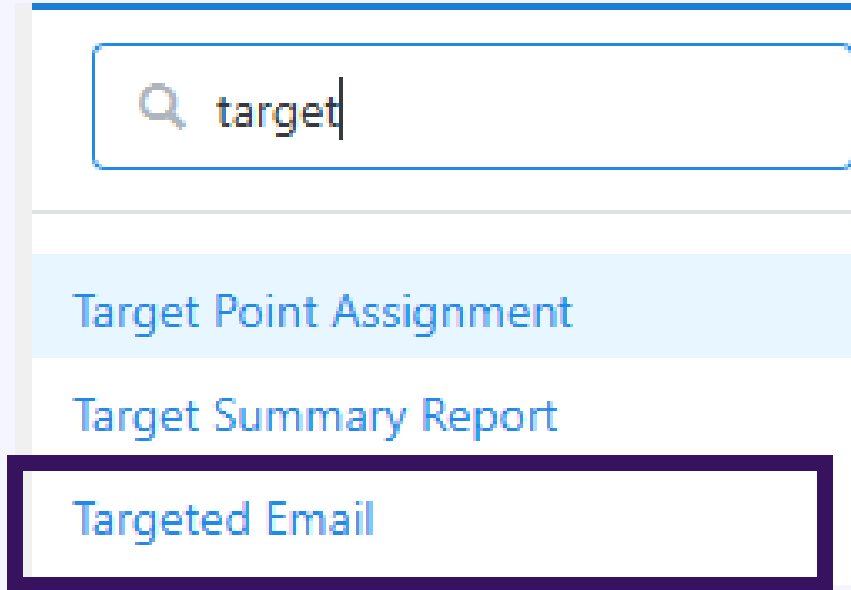 target
Target Point Assignment
Target Summary Report
Targeted Email